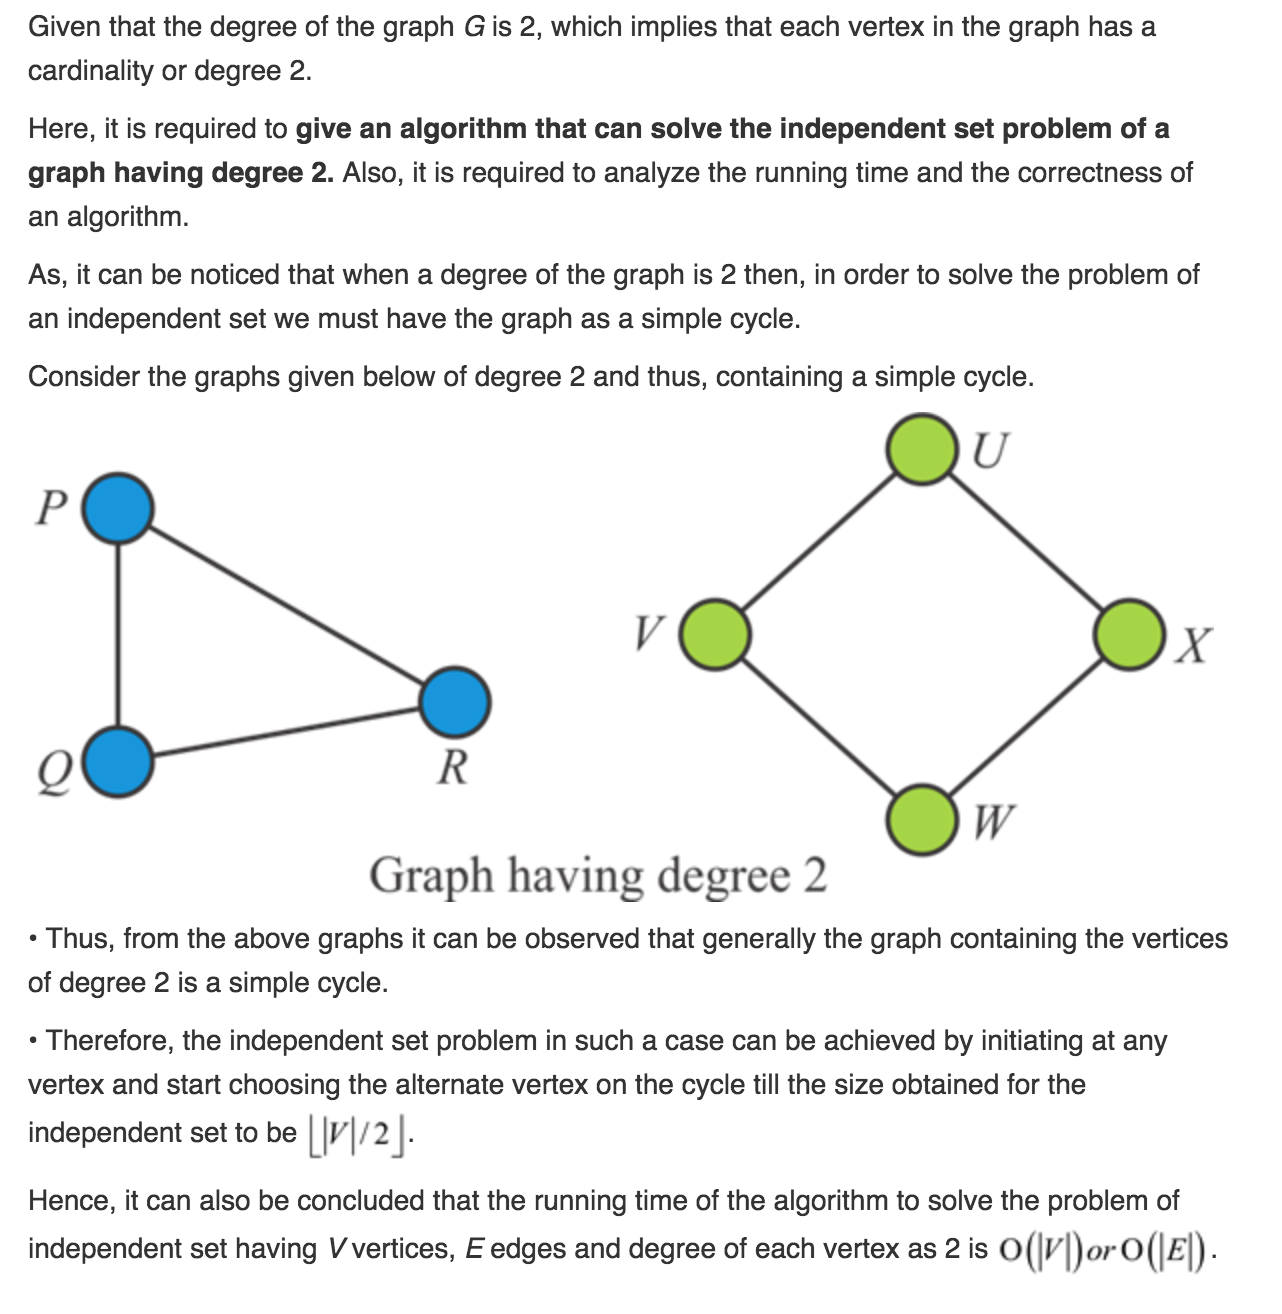 Given that the degree of the graph G is 2, which implies that each vertex in the graph has a
cardinality or degree 2.
Here, it is required to give an algorithm that can solve the independent set problem of a
graph having degree 2. Also, it is required to analyze the running time and the correctness of
an algorithm.
As, it can be noticed that when a degree of the graph is 2 then, in order to solve the problem of
an independent set we must have the graph as a simple cycle.
Consider the graphs given below of degree 2 and thus, containing a simple cycle.
U
P
V
X
Q
R
W
Graph having degree 2
• Thus, from the above graphs it can be observed that generally the graph containing the vertices
of degree 2 is a simple cycle.
• Therefore, the independent set problem in such a case can be achieved by initiating at any
vertex and start choosing the alternate vertex on the cycle till the size obtained for the
independent set to be ⌊|V|/2⌋.
Hence, it can also be concluded that the running time of the algorithm to solve the problem of
independent set having V vertices, E edges and degree of each vertex as 2 is O(|V|) or O(|E|).